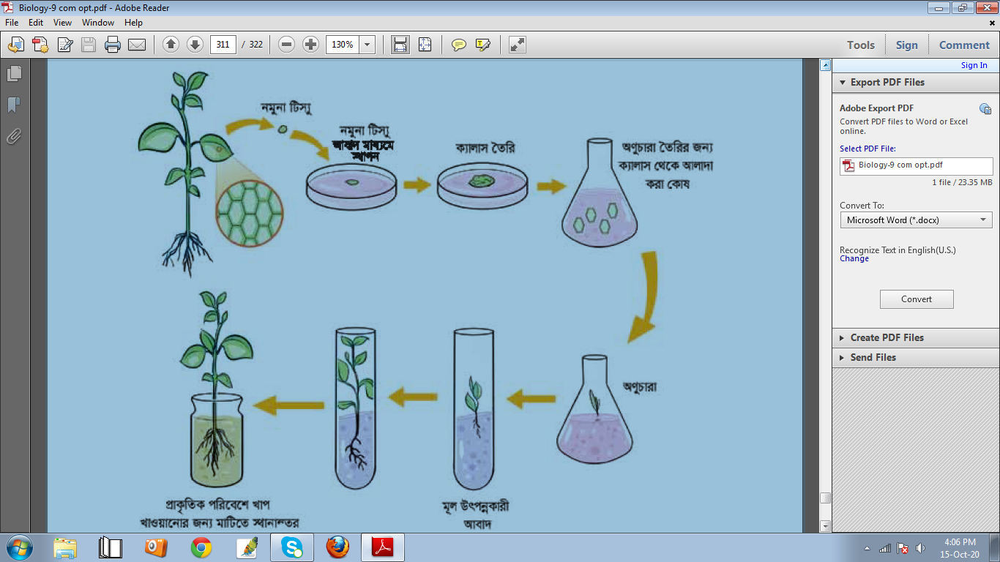 Biology-9 com opt.pdf - Adobe Reader
File Edit View Window Help
311 / 322 130% Tools Sign Comment
Sign In
Export PDF Files
Adobe Export PDF
Convert PDF files to Word or Excel
online.
Select PDF File:
Biology-9 com opt.pdf
1 file / 23.35 MB
Convert To:
Microsoft Word (*.docx)
Recognize Text in English(U.S.)
Change
Convert
Create PDF Files
Send Files
নমুনা টিস্যু
নমুনা টিস্যু
আবাদ মাধ্যমে
স্থাপন
ক্যালাস তৈরি
অণুচারা তৈরির জন্য
ক্যালাস থেকে আলাদা
করা কোষ
অণুচারা
মূল উৎপন্নকারী
আবাদ
প্রাকৃতিক পরিবেশে খাপ
খাওয়ানোর জন্য মাটিতে স্থানান্তর
4:06 PM
15-Oct-20